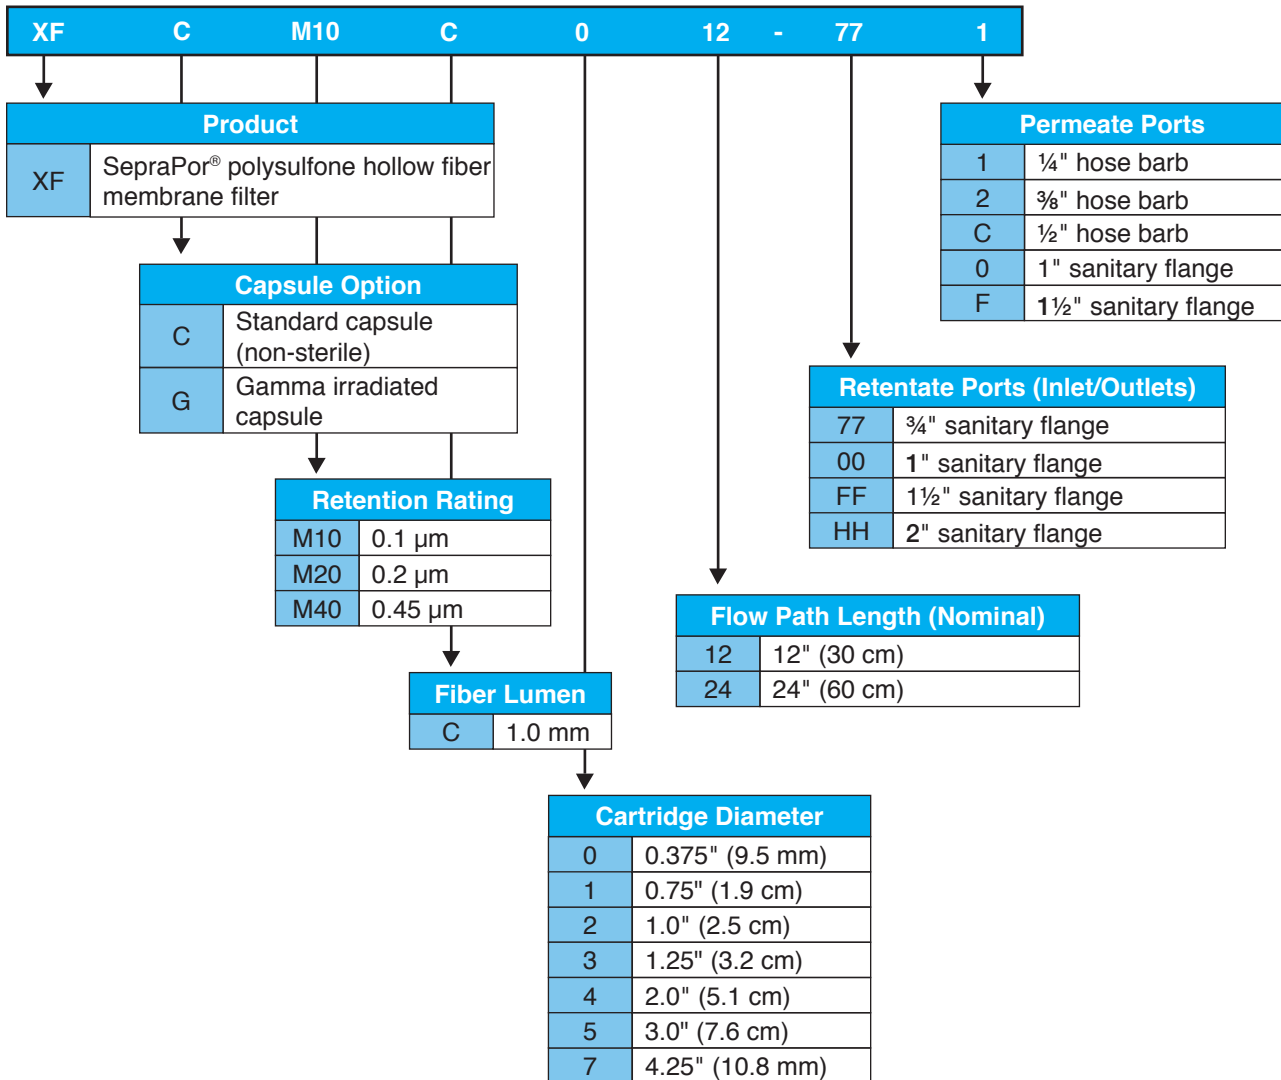 XF C M10 C 0 12 - 77 1
Product
XF SepraPor® polysulfone hollow fiber
membrane filter
Capsule Option
C Standard capsule
(non-sterile)
G Gamma irradiated
capsule
Retention Rating
M10 0.1 µm
M20 0.2 µm
M40 0.45 µm
Fiber Lumen
C 1.0 mm
Cartridge Diameter
0 0.375" (9.5 mm)
1 0.75" (1.9 cm)
2 1.0" (2.5 cm)
3 1.25" (3.2 cm)
4 2.0" (5.1 cm)
5 3.0" (7.6 cm)
7 4.25" (10.8 mm)
Flow Path Length (Nominal)
12 12" (30 cm)
24 24" (60 cm)
Retentate Ports (Inlet/Outlets)
77 ¾" sanitary flange
00 1" sanitary flange
FF 1½" sanitary flange
HH 2" sanitary flange
Permeate Ports
1 ¼" hose barb
2 ⅜" hose barb
C ½" hose barb
0 1" sanitary flange
F 1½" sanitary flange